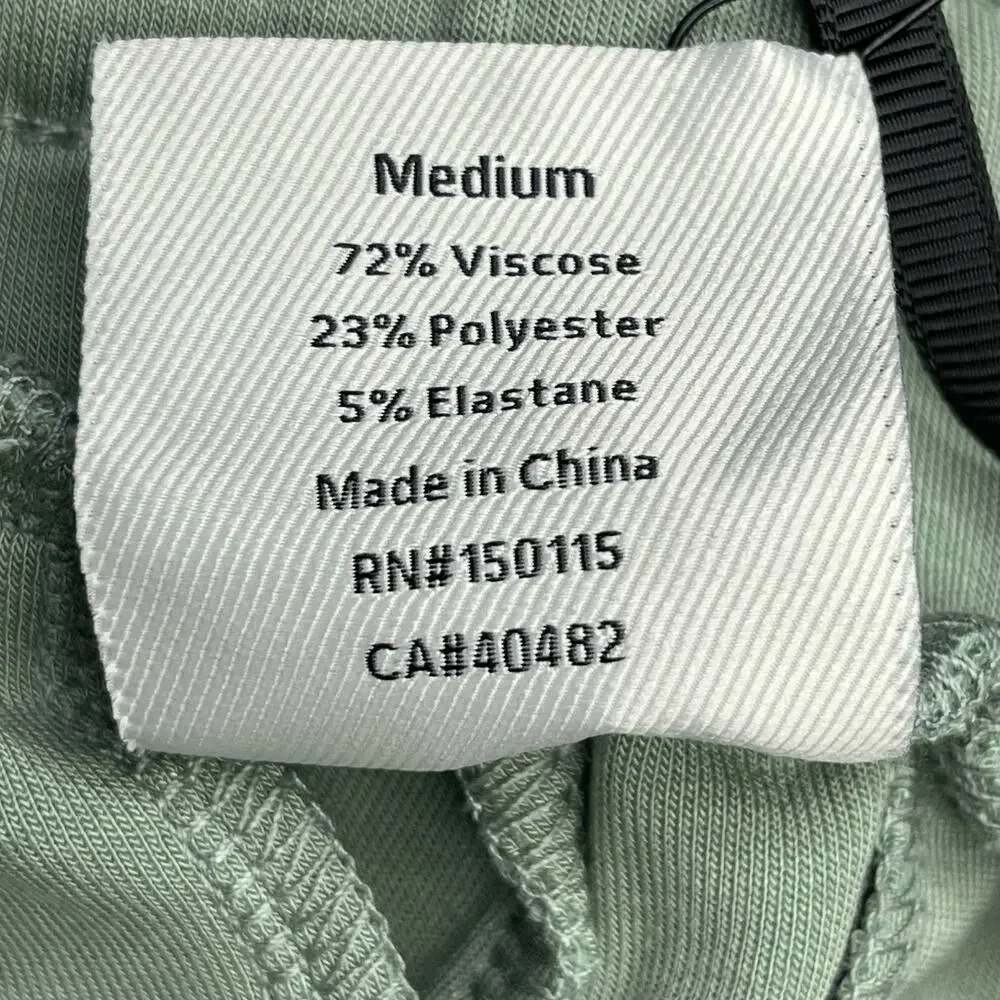 Medium
72% Viscose
23% Polyester
5% Elastane
Made in China
RN#150115
CA#40482